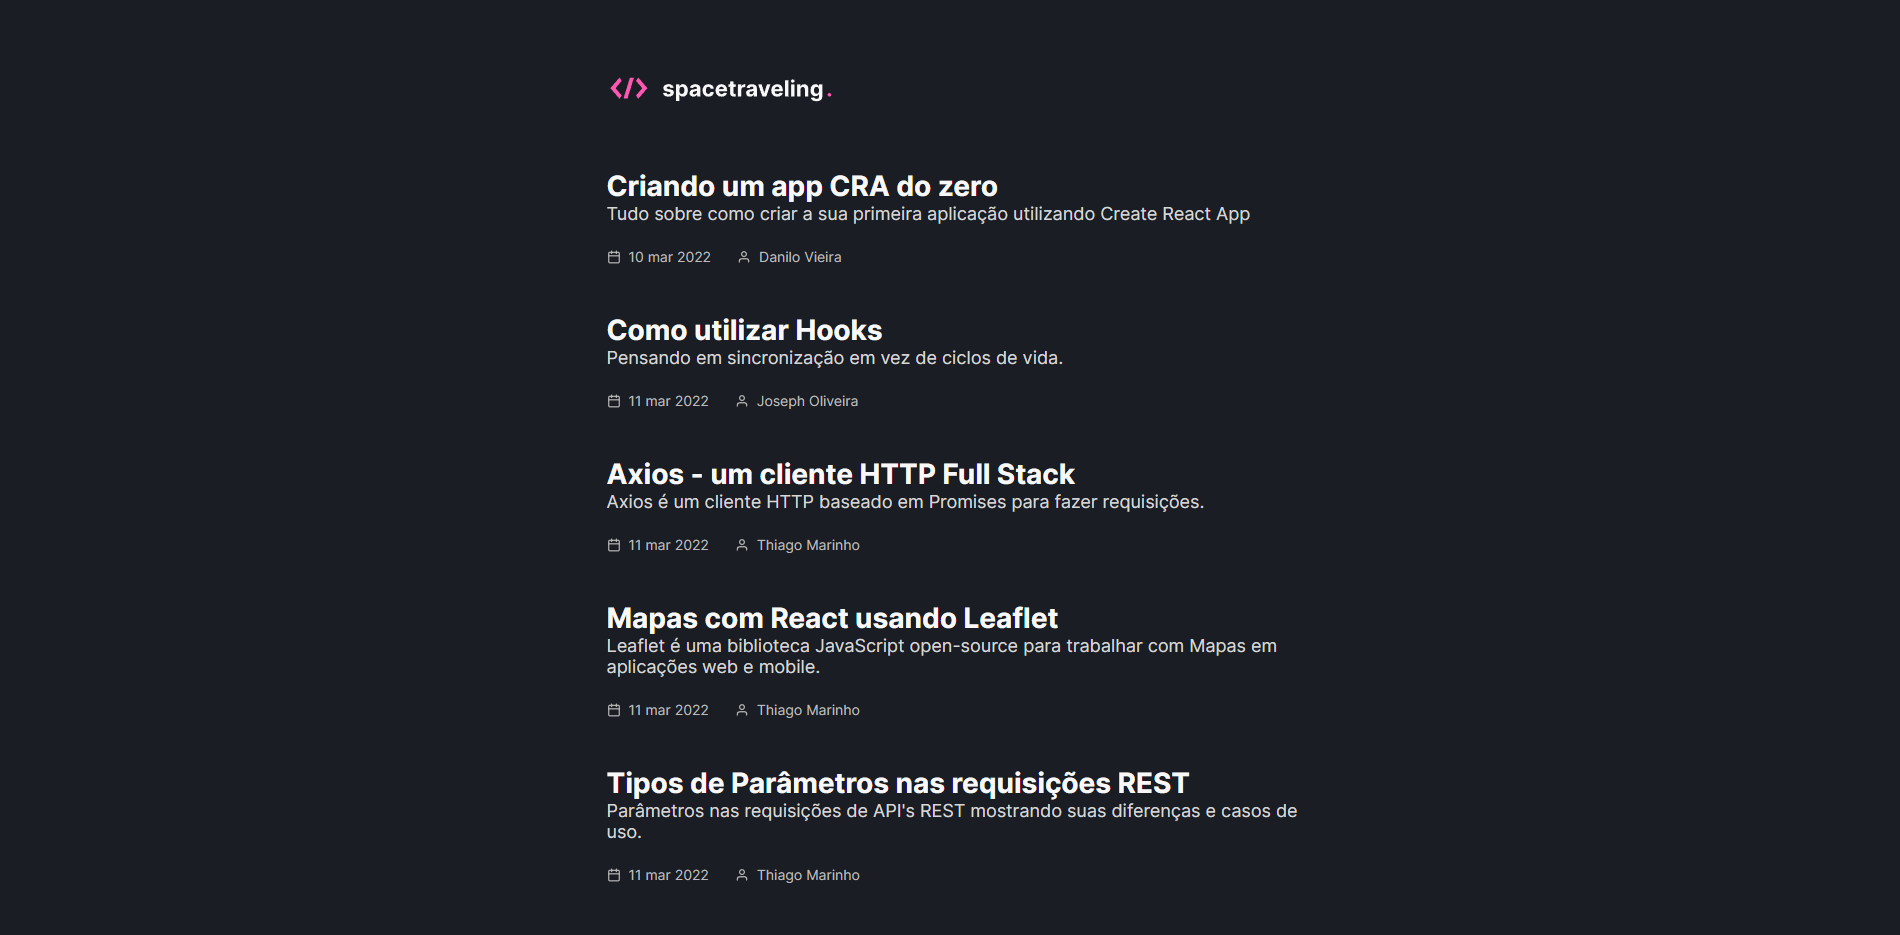 </> spacetraveling.
Criando um app CRA do zero
Tudo sobre como criar a sua primeira aplicação utilizando Create React App
10 mar 2022 Danilo Vieira
Como utilizar Hooks
Pensando em sincronização em vez de ciclos de vida.
11 mar 2022 Joseph Oliveira
Axios - um cliente HTTP Full Stack
Axios é um cliente HTTP baseado em Promises para fazer requisições.
11 mar 2022 Thiago Marinho
Mapas com React usando Leaflet
Leaflet é uma biblioteca JavaScript open-source para trabalhar com Mapas em
aplicações web e mobile.
11 mar 2022 Thiago Marinho
Tipos de Parâmetros nas requisições REST
Parâmetros nas requisições de API's REST mostrando suas diferenças e casos de
uso.
11 mar 2022 Thiago Marinho